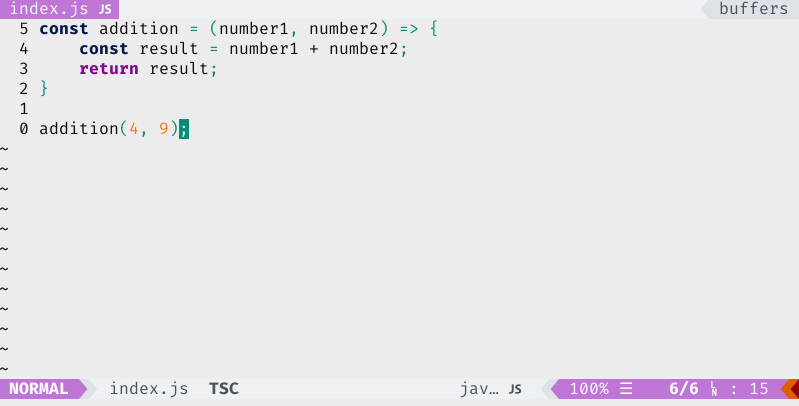 index.js JS buffers
5 const addition = (number1, number2) => {
4     const result = number1 + number2;
3     return result;
2 }
1
0 addition(4, 9);
~
~
~
~
~
~
~
~
~
~
~
~
NORMAL index.js TSC jav… JS 100% ☰ 6/6 LN : 15